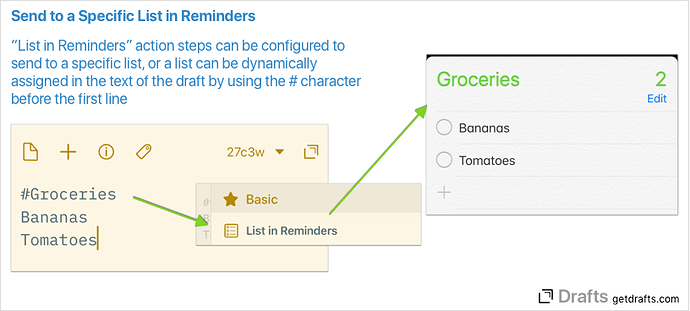 Send to a Specific List in Reminders
“List in Reminders” action steps can be configured to
send to a specific list, or a list can be dynamically
assigned in the text of the draft by using the # character
before the first line
27c3w
#Groceries
Bananas
Tomatoes
Basic
List in Reminders
Groceries 2
Edit
Bananas
Tomatoes
Drafts getdrafts.com